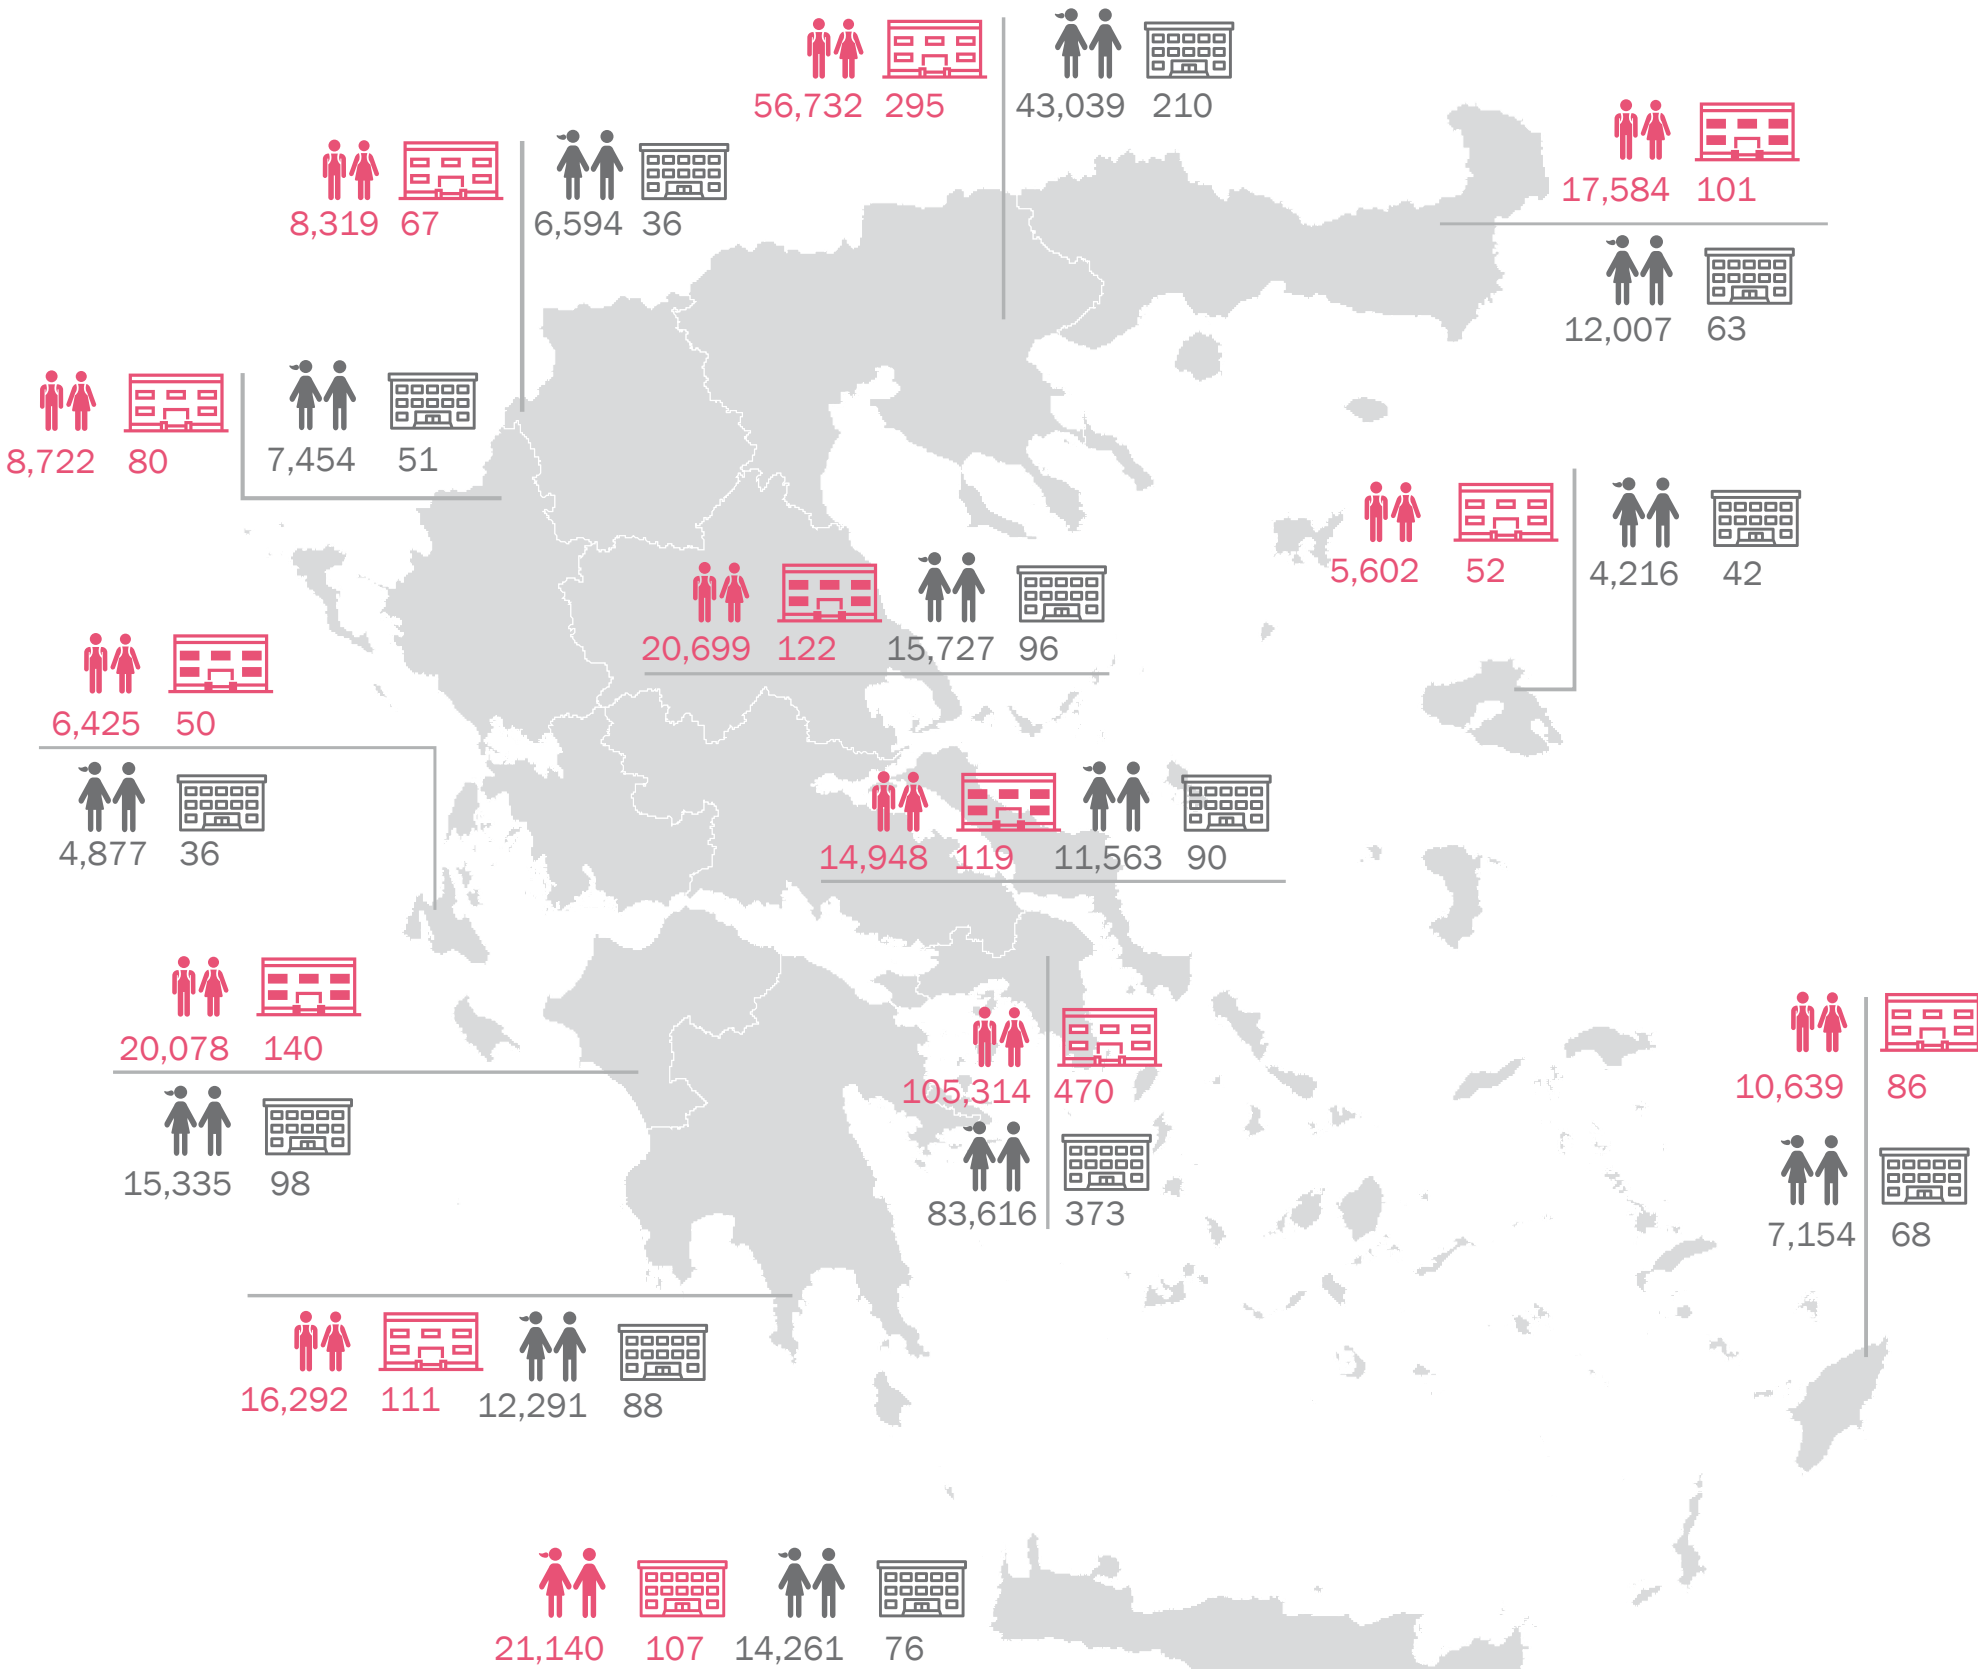 56,732 295 43,039 210
17,584 101
8,319 67 6,594 36
12,007 63
8,722 80 7,454 51
5,602 52 4,216 42
20,699 122 15,727 96
6,425 50
4,877 36
14,948 119 11,563 90
20,078 140
105,314 470
10,639 86
15,335 98
83,616 373
7,154 68
16,292 111 12,291 88
21,140 107 14,261 76